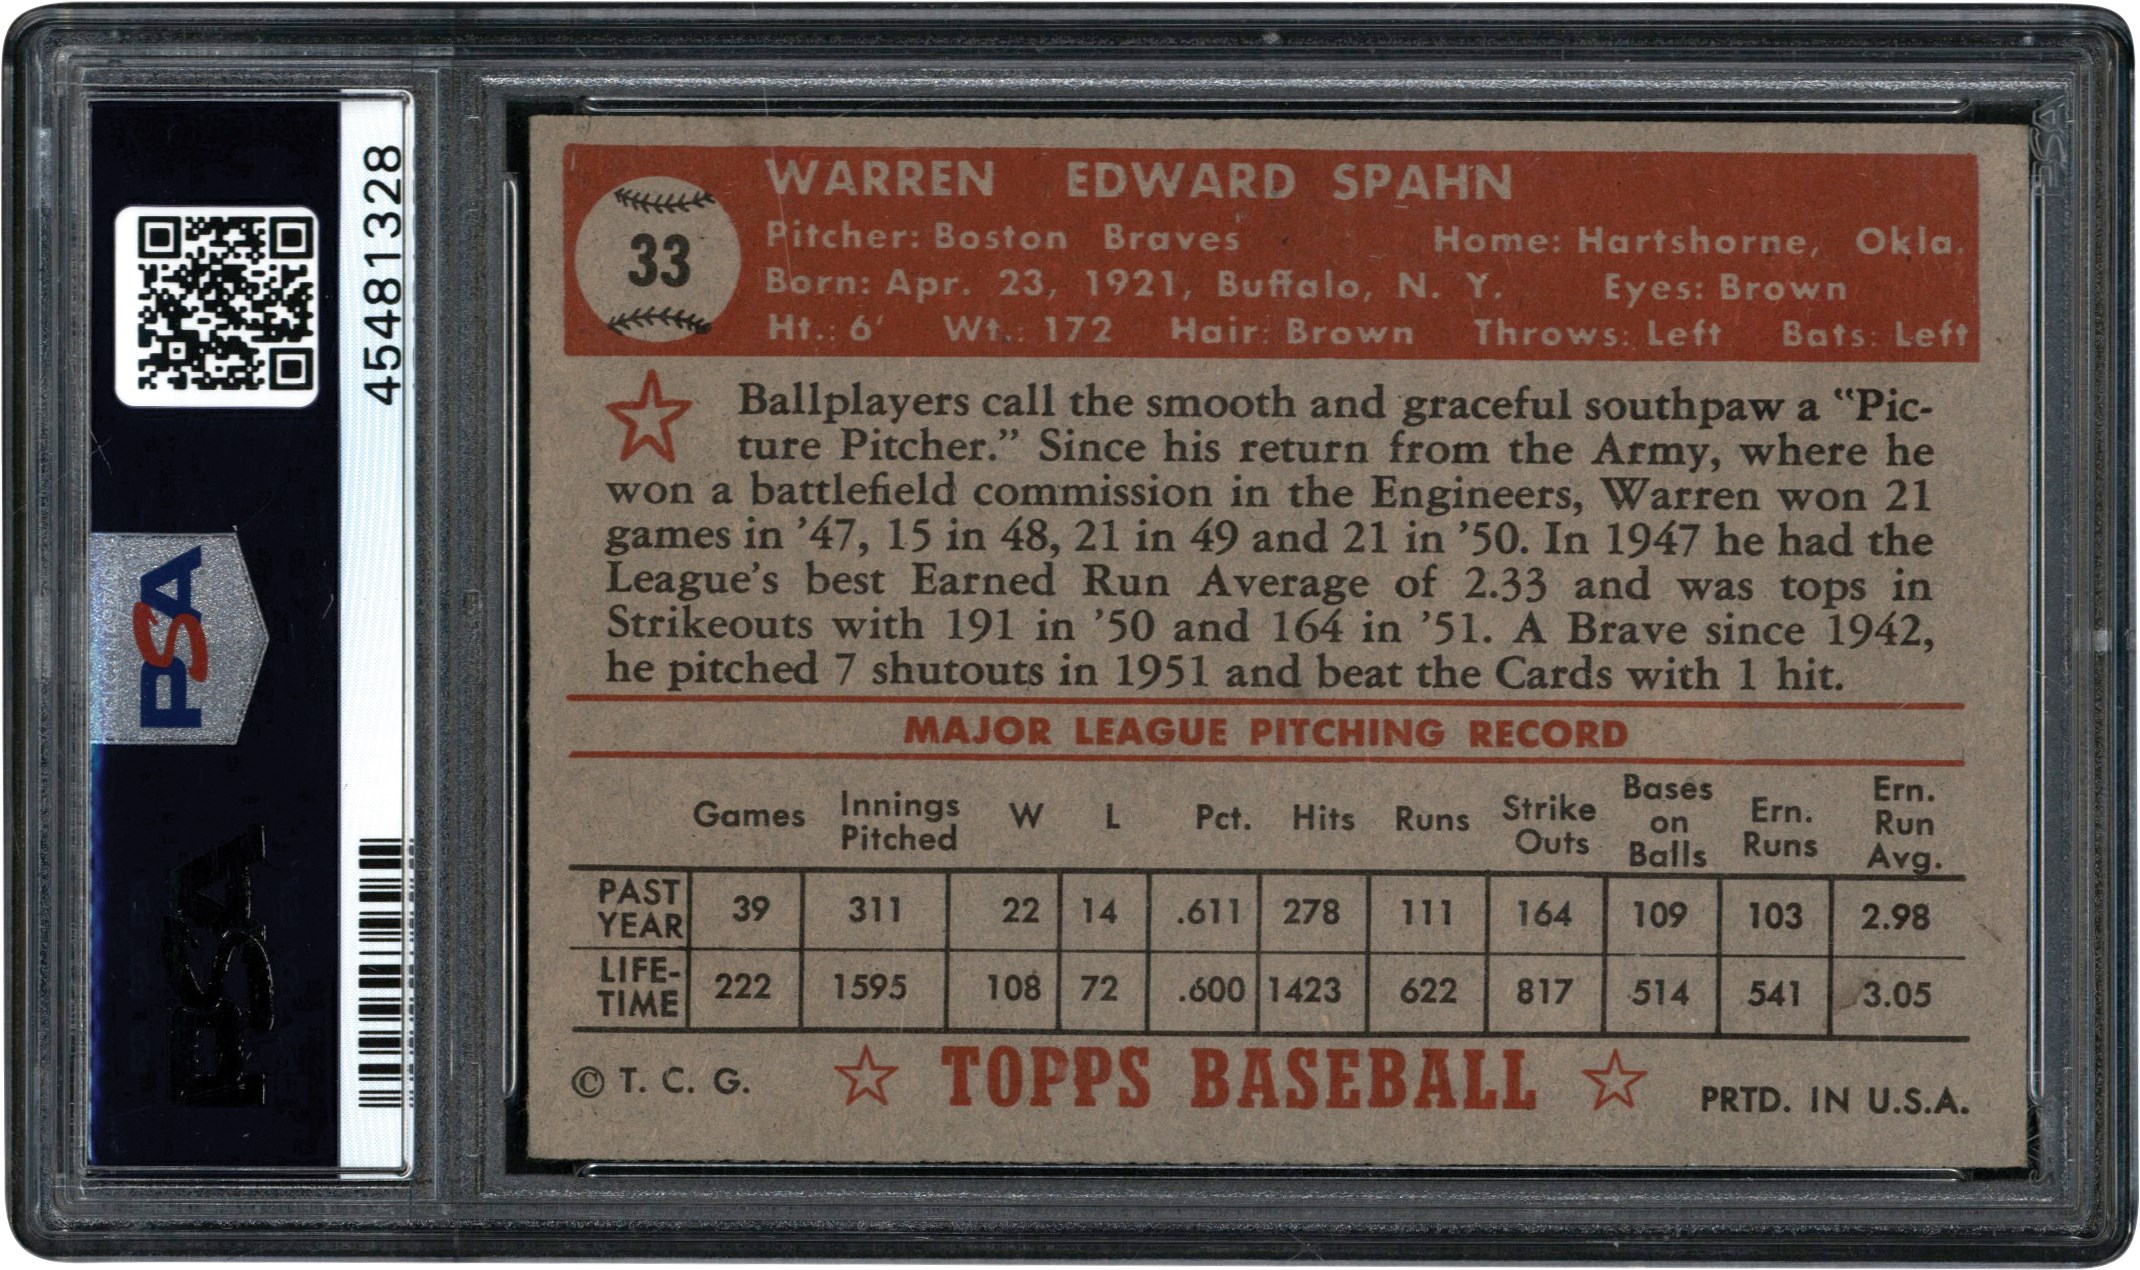 45481328
PSA
PSA
PSA
33
WARREN EDWARD SPAHN
Pitcher: Boston Braves Home: Hartshorne, Okla.
Born: Apr. 23, 1921, Buffalo, N. Y. Eyes: Brown
Ht.: 6' Wt.: 172 Hair: Brown Throws: Left Bats: Left
Ballplayers call the smooth and graceful southpaw a "Pic-
ture Pitcher." Since his return from the Army, where he
won a battlefield commission in the Engineers, Warren won 21
games in '47, 15 in 48, 21 in 49 and 21 in '50. In 1947 he had the
League's best Earned Run Average of 2.33 and was tops in
Strikeouts with 191 in '50 and 164 in '51. A Brave since 1942,
he pitched 7 shutouts in 1951 and beat the Cards with 1 hit.
MAJOR LEAGUE PITCHING RECORD
Games Innings Pitched W L Pct. Hits Runs Strike Outs Bases on Balls Ern. Runs Ern. Run Avg.
PAST YEAR 39 311 22 14 .611 278 111 164 109 103 2.98
LIFE-TIME 222 1595 108 72 .600 1423 622 817 514 541 3.05
© T. C. G. TOPPS BASEBALL PRTD. IN U.S.A.